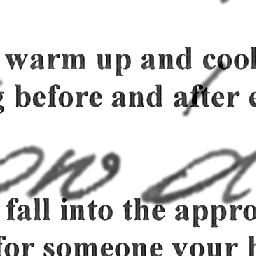 warm up and cool
before and after
fall into the appro
for someone your